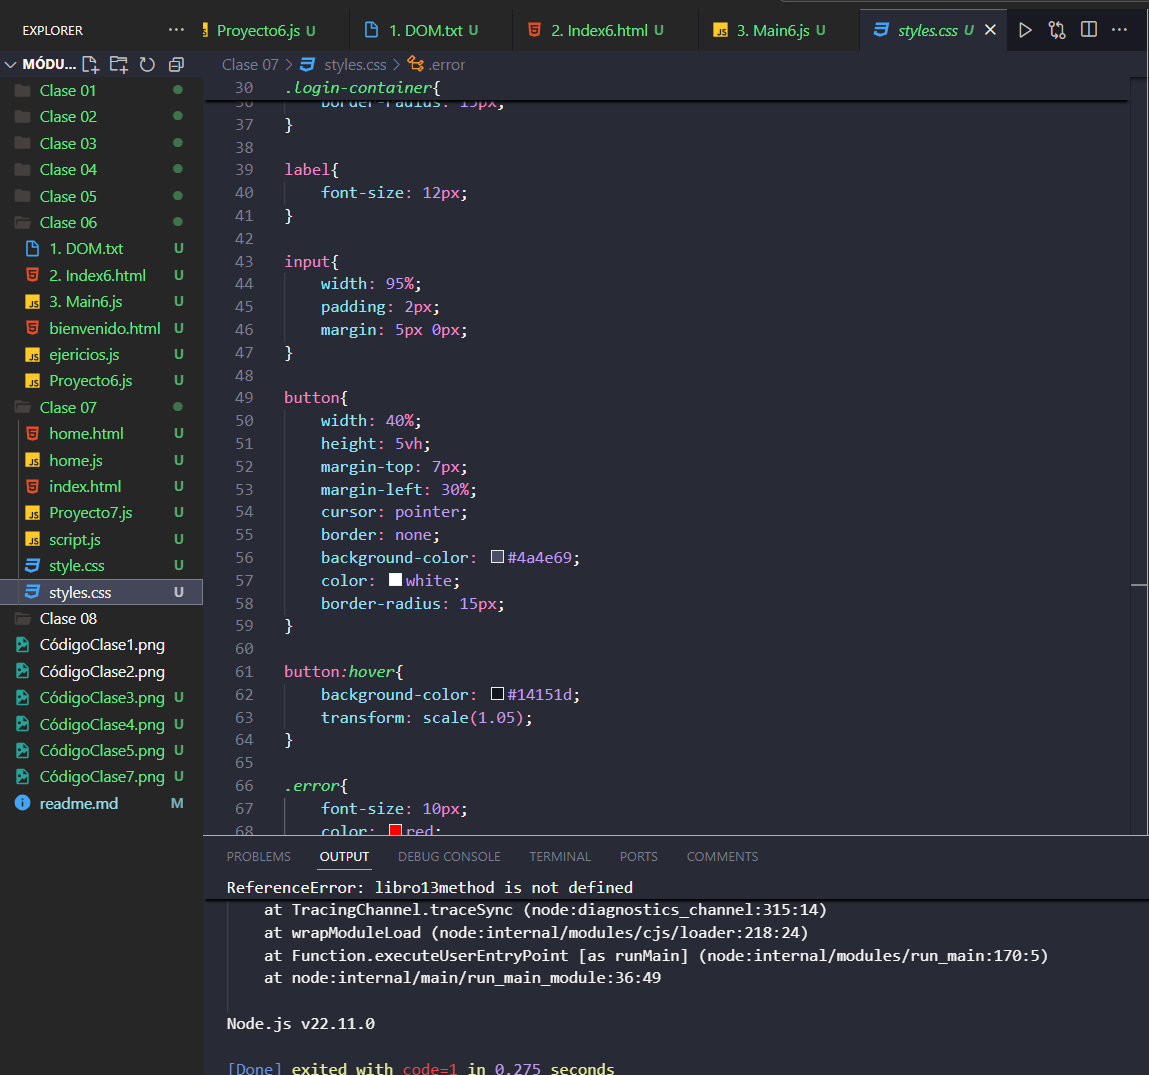 EXPLORER ···
Proyecto6.js U
1. DOM.txt U
2. Index6.html U
3. Main6.js U
styles.css U
MÓDU...
Clase 07 > styles.css > .error
Clase 01
Clase 02
Clase 03
Clase 04
Clase 05
Clase 06
1. DOM.txt U
2. Index6.html U
3. Main6.js U
bienvenido.html U
ejericios.js U
Proyecto6.js U
Clase 07
home.html U
home.js U
index.html U
Proyecto7.js U
script.js U
style.css U
styles.css U
Clase 08
CódigoClase1.png
CódigoClase2.png
CódigoClase3.png U
CódigoClase4.png U
CódigoClase5.png U
CódigoClase7.png U
readme.md M
30 .login-container{
36 border-radius: 15px;
37 }
38
39 label{
40 font-size: 12px;
41 }
42
43 input{
44 width: 95%;
45 padding: 2px;
46 margin: 5px 0px;
47 }
48
49 button{
50 width: 40%;
51 height: 5vh;
52 margin-top: 7px;
53 margin-left: 30%;
54 cursor: pointer;
55 border: none;
56 background-color: #4a4e69;
57 color: white;
58 border-radius: 15px;
59 }
60
61 button:hover{
62 background-color: #14151d;
63 transform: scale(1.05);
64 }
65
66 .error{
67 font-size: 10px;
68 color: red;
PROBLEMS OUTPUT DEBUG CONSOLE TERMINAL PORTS COMMENTS
ReferenceError: libro13method is not defined
at TracingChannel.traceSync (node:diagnostics_channel:315:14)
at wrapModuleLoad (node:internal/modules/cjs/loader:218:24)
at Function.executeUserEntryPoint [as runMain] (node:internal/modules/run_main:170:5)
at node:internal/main/run_main_module:36:49
Node.js v22.11.0
[Done] exited with code=1 in 0.275 seconds